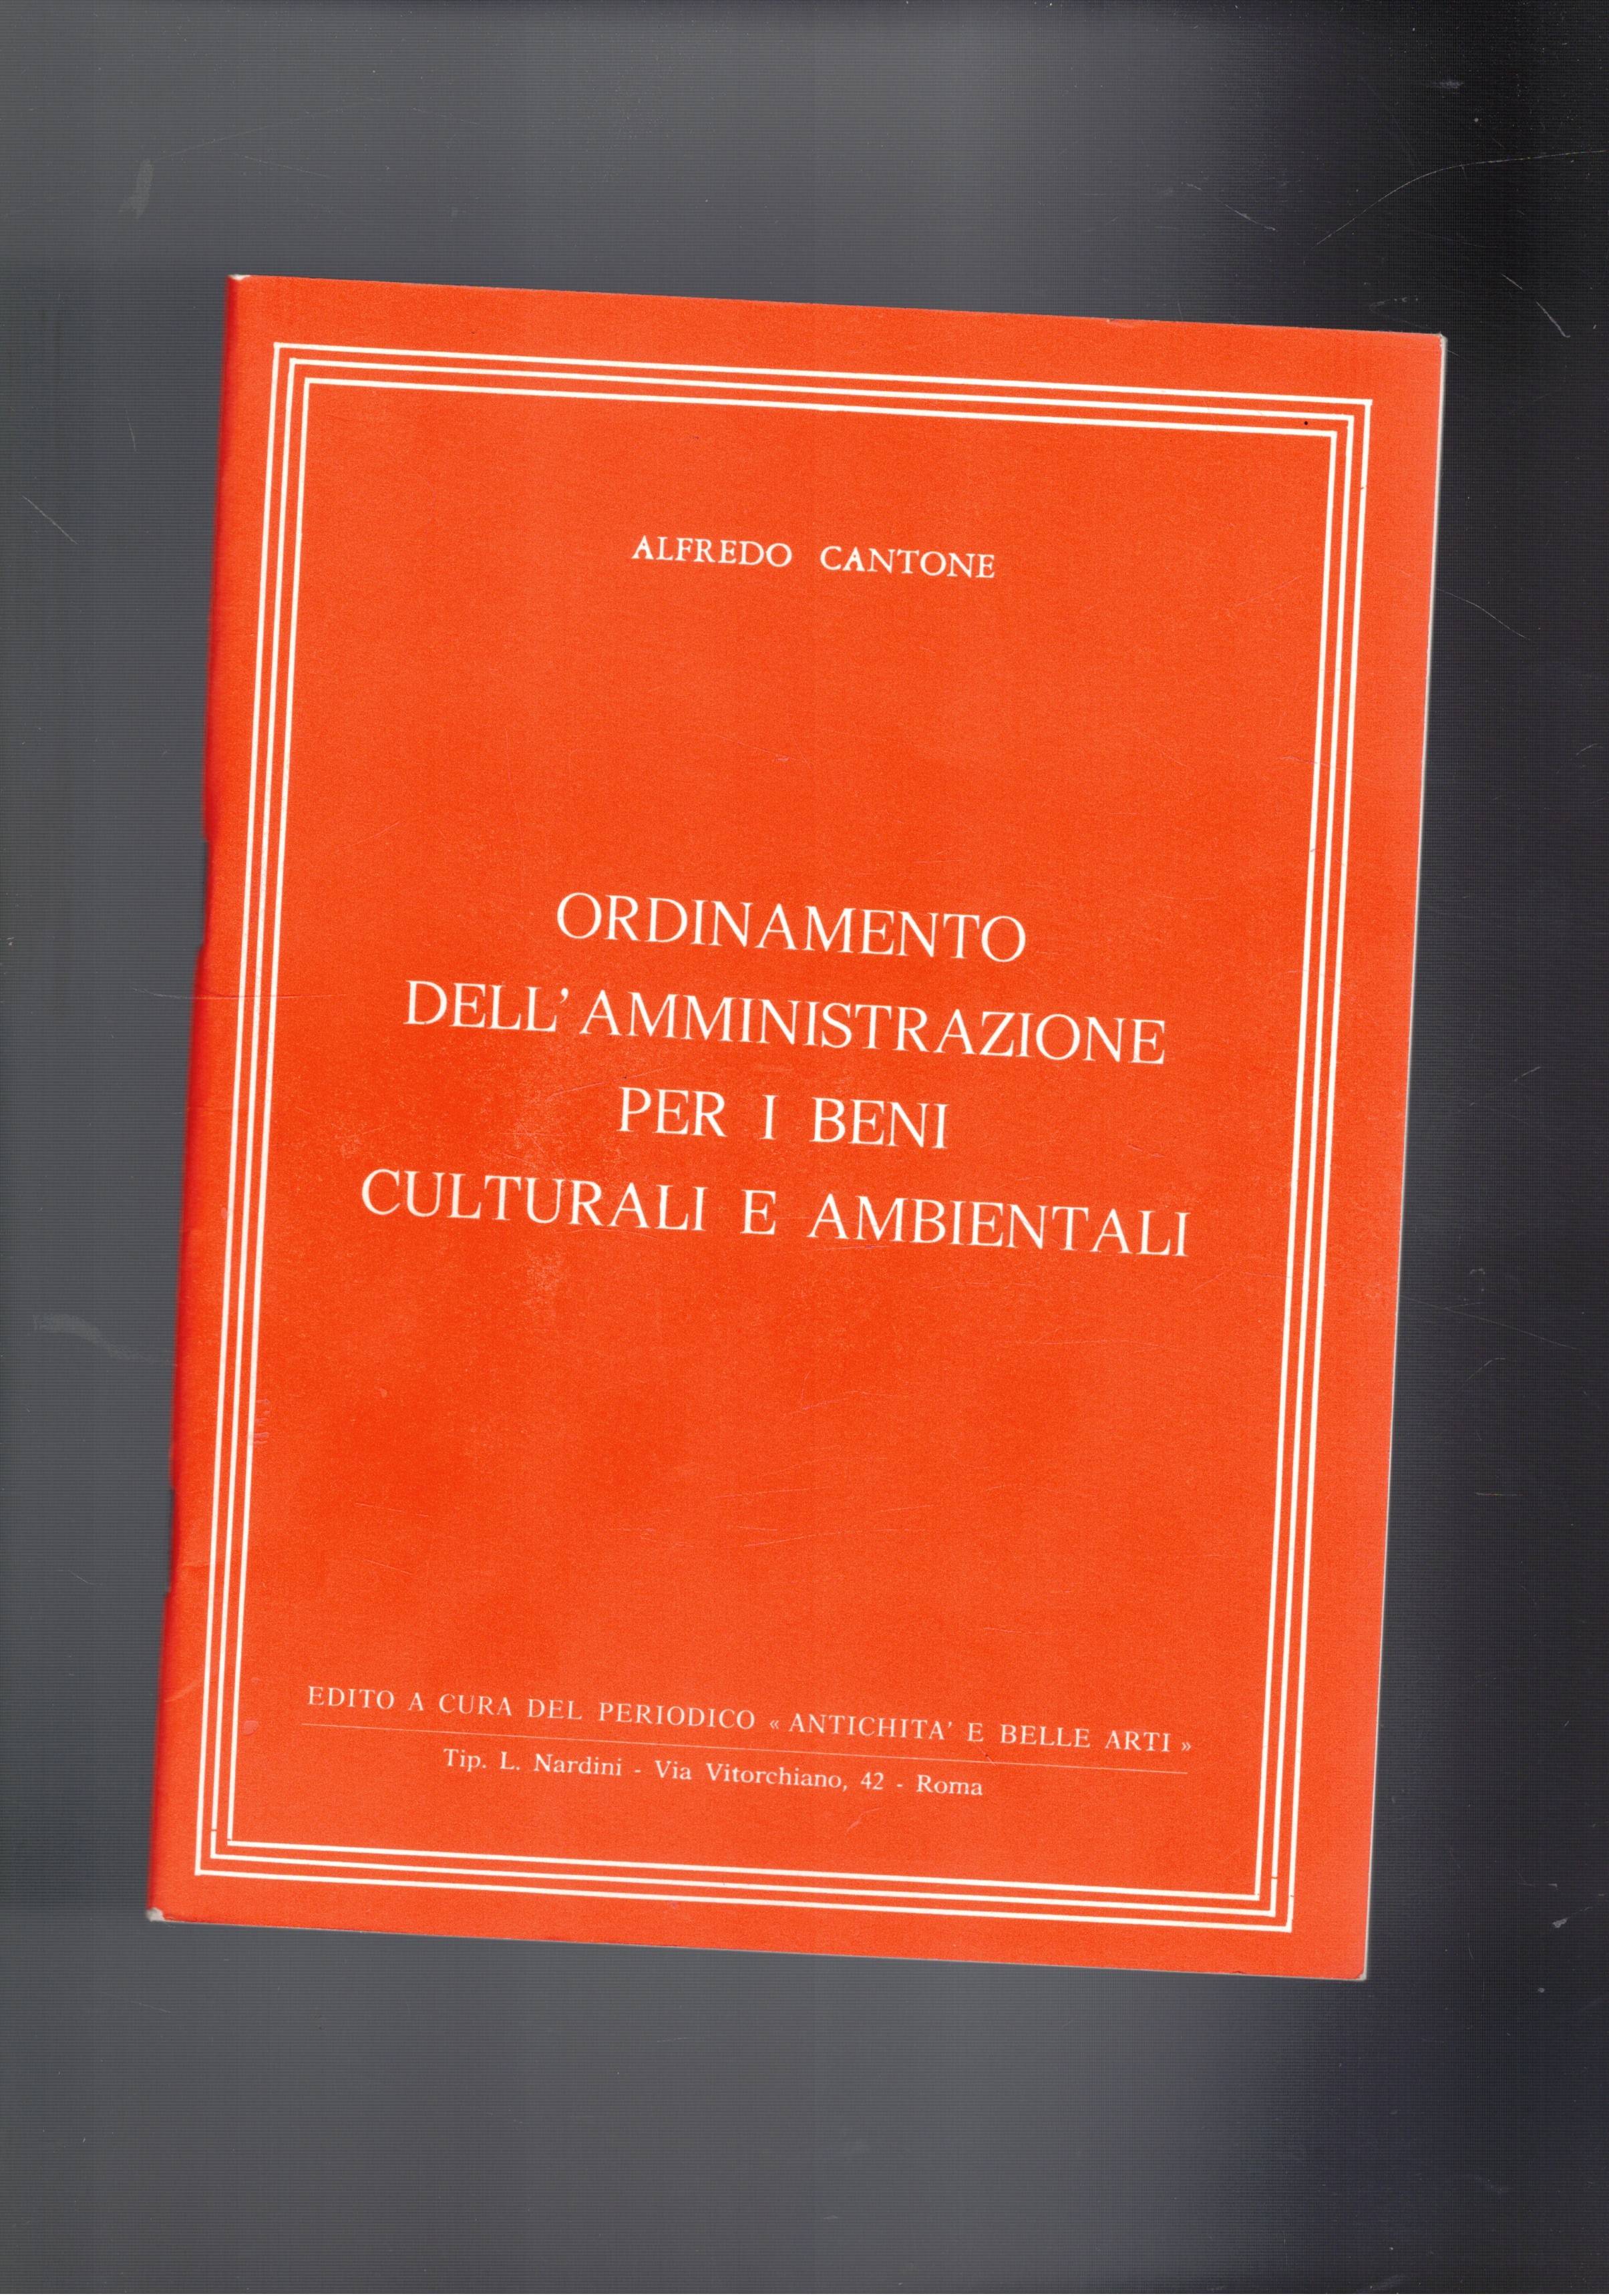 ALFREDO CANTONE
ORDINAMENTO
DELL'AMMINISTRAZIONE
PER I BENI
CULTURALI E AMBIENTALI
EDITO A CURA DEL PERIODICO « ANTICHITA' E BELLE ARTI »
Tip. L. Nardini - Via Vitorchiano, 42 - Roma